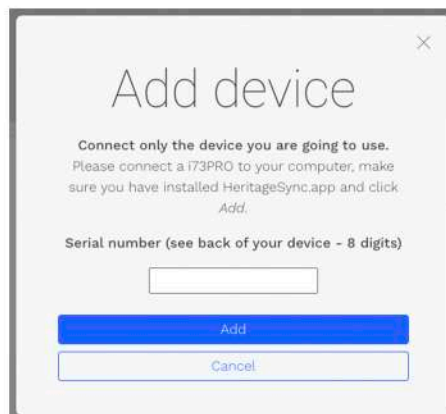 Add device
Connect only the device you are going to use.
Please connect a i73PRO to your computer, make
sure you have installed HeritageSync.app and click
Add.
Serial number (see back of your device - 8 digits)
Add
Cancel